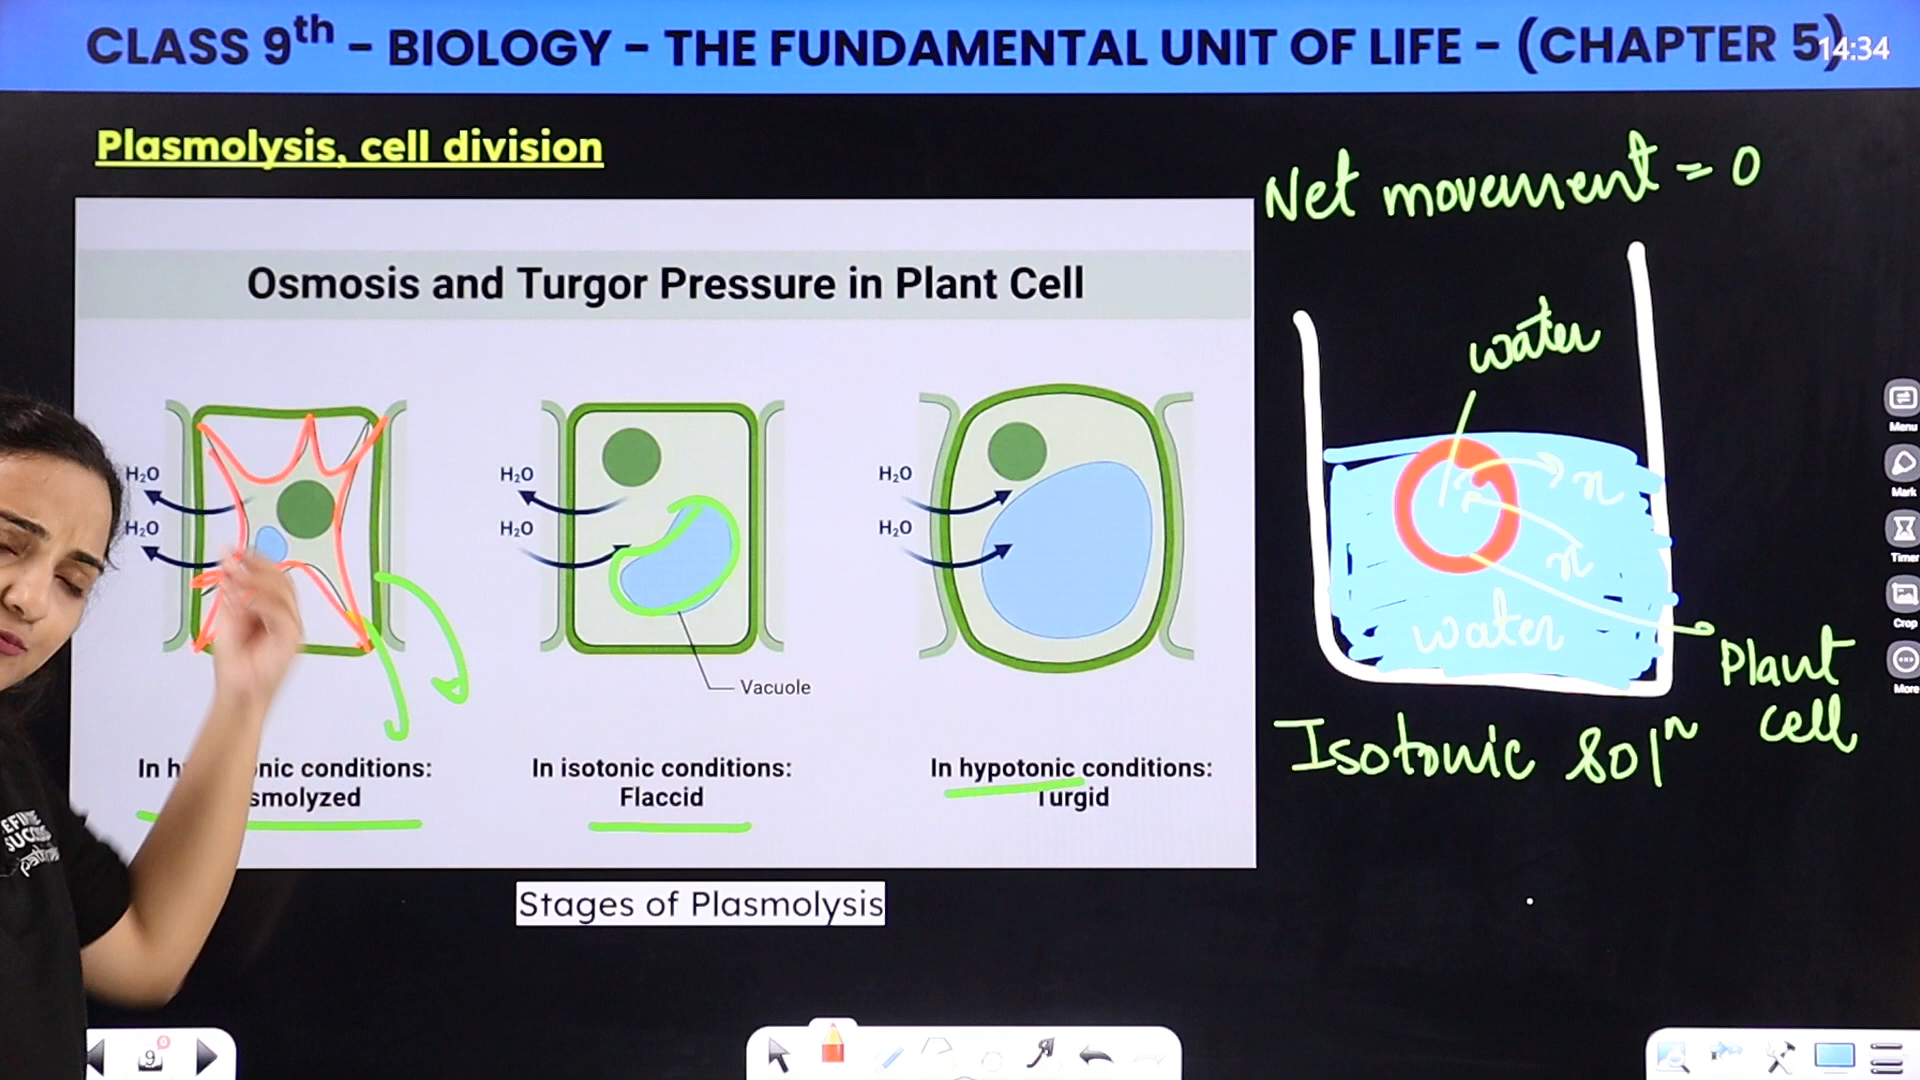 CLASS 9th - BIOLOGY - THE FUNDAMENTAL UNIT OF LIFE - (CHAPTER 5)
14:34
Plasmolysis, cell division
Net movement = 0
Osmosis and Turgor Pressure in Plant Cell
water
H₂O
H₂O
H₂O
H₂O
H₂O
H₂O
n
n
water
Plant
cell
Vacuole
Isotonic solⁿ
In h nic conditions:
smolyzed
In isotonic conditions:
Flaccid
In hypotonic conditions:
Turgid
Stages of Plasmolysis
Menu
Mark
Timer
Crop
More
9
0